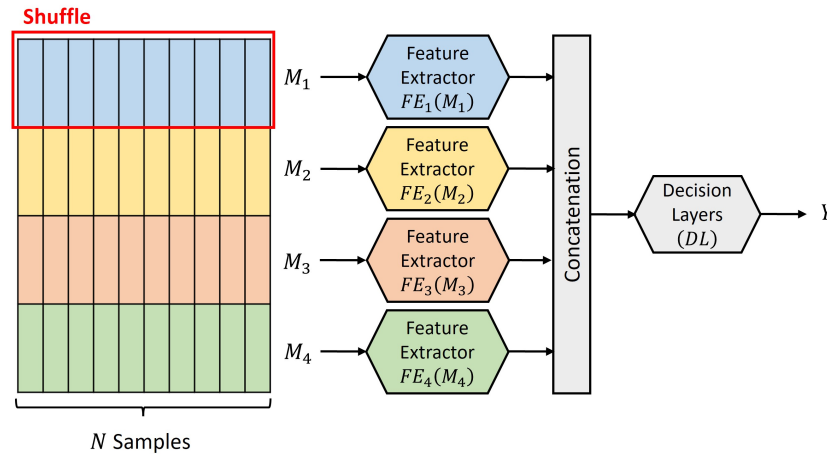 Shuffle
M₁
Feature
Extractor
FE₁(M₁)
M₂
Feature
Extractor
FE₂(M₂)
M₃
Feature
Extractor
FE₃(M₃)
M₄
Feature
Extractor
FE₄(M₄)
Concatenation
Decision
Layers
(DL)
Y
N Samples